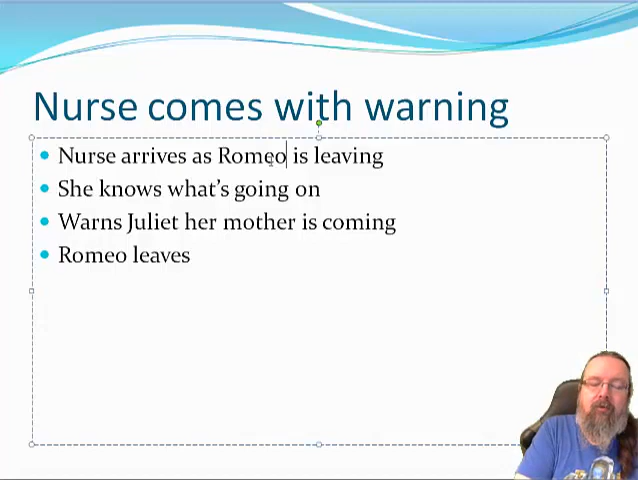 Nurse comes with warning
Nurse arrives as Romeo is leaving
She knows what's going on
Warns Juliet her mother is coming
Romeo leaves